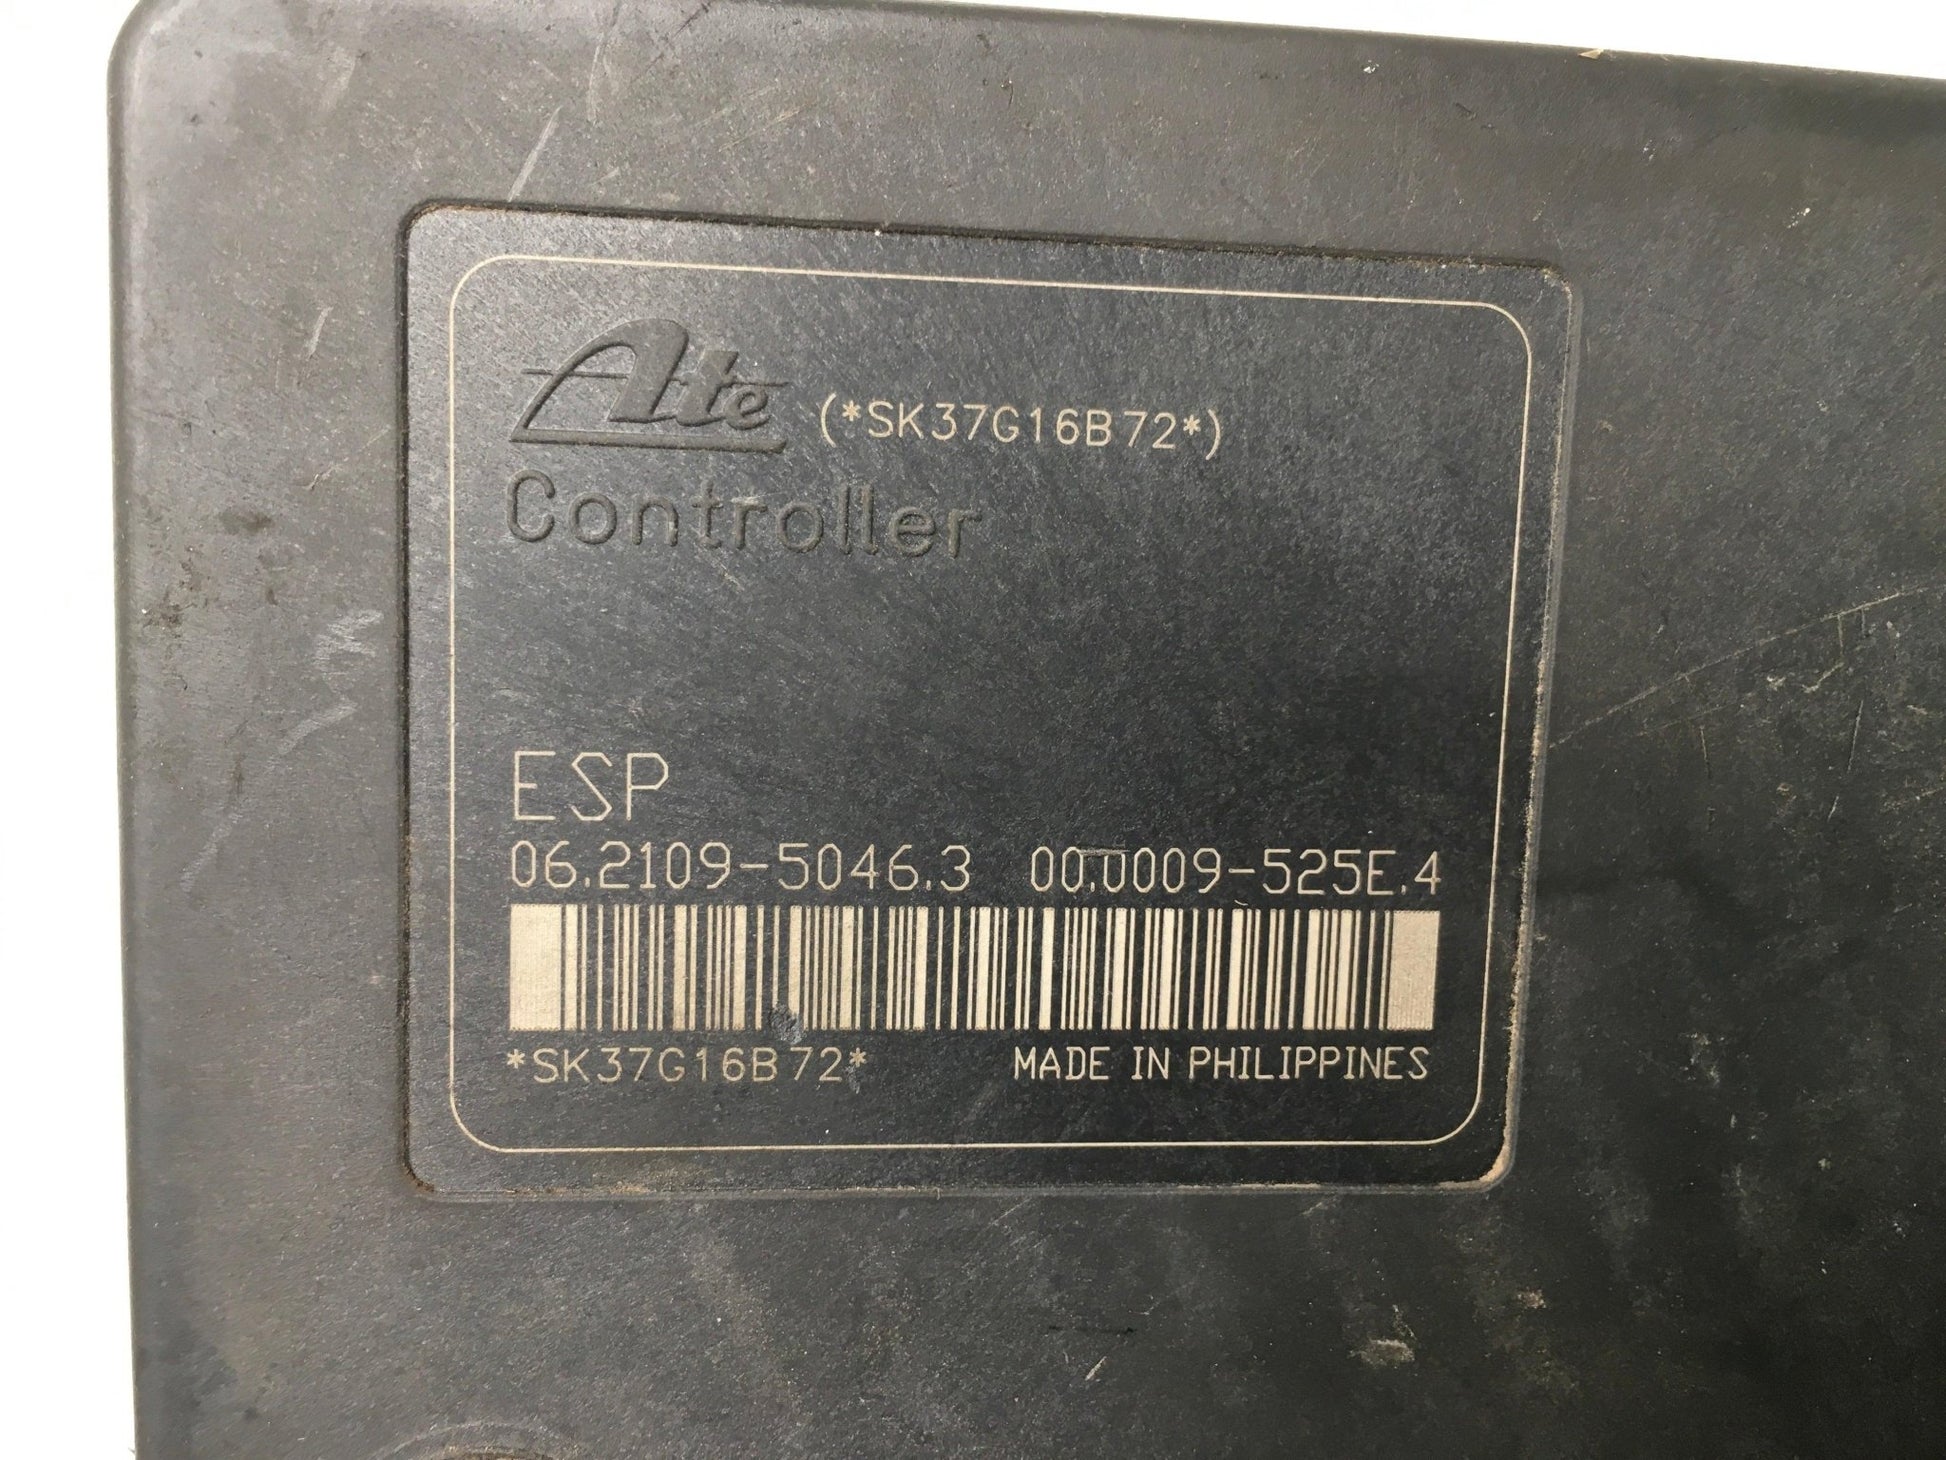 Ate (*SK37G16B72*)
Controller
ESP
06.2109-5046.3 00.0009-525E.4
*SK37G16B72* MADE IN PHILIPPINES